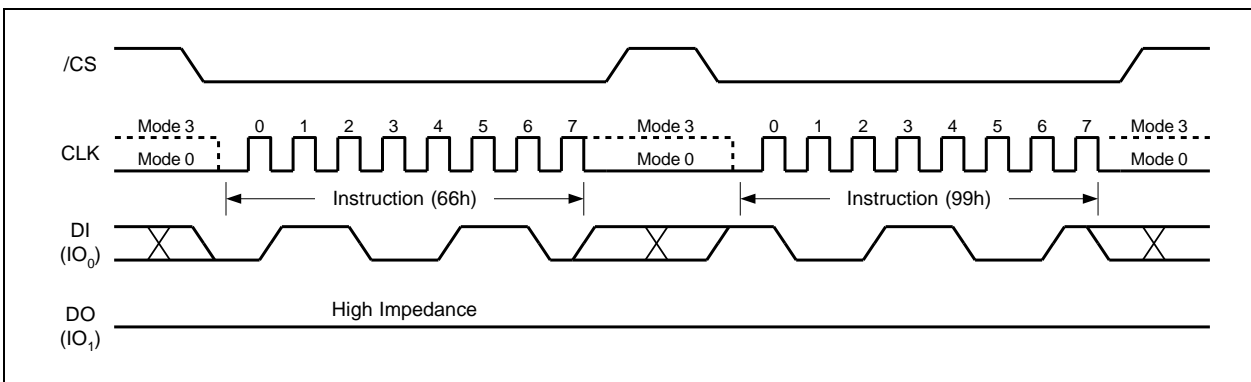 /CS
Mode 3 0 1 2 3 4 5 6 7 Mode 3 0 1 2 3 4 5 6 7 Mode 3
CLK
Mode 0 Mode 0 Mode 0
Instruction (66h) Instruction (99h)
DI
(IO0)
High Impedance
DO
(IO1)